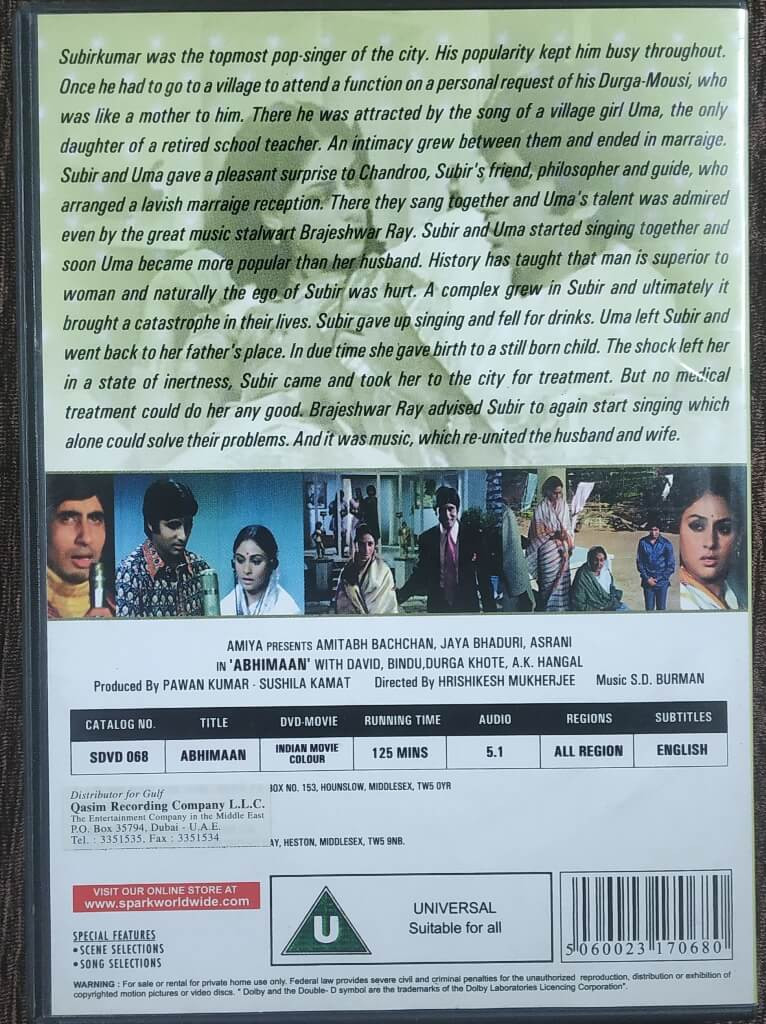 Subirkumar was the topmost pop-singer of the city. His popularity kept him busy throughout.
Once he had to go to a village to attend a function on a personal request of his Durga-Mousi, who
was like a mother to him. There he was attracted by the song of a village girl Uma, the only
daughter of a retired school teacher. An intimacy grew between them and ended in marraige.
Subir and Uma gave a pleasant surprise to Chandroo, Subir's friend, philosopher and guide, who
arranged a lavish marraige reception. There they sang together and Uma's talent was admired
even by the great music stalwart Brajeshwar Ray. Subir and Uma started singing together and
soon Uma became more popular than her husband. History has taught that man is superior to
woman and naturally the ego of Subir was hurt. A complex grew in Subir and ultimately it
brought a catastrophe in their lives. Subir gave up singing and fell for drinks. Uma left Subir and
went back to her father's place. In due time she gave birth to a still born child. The shock left her
in a state of inertness, Subir came and took her to the city for treatment. But no medical
treatment could do her any good. Brajeshwar Ray advised Subir to again start singing which
alone could solve their problems. And it was music, which re-united the husband and wife.
AMIYA PRESENTS AMITABH BACHCHAN, JAYA BHADURI, ASRANI
IN 'ABHIMAAN' WITH DAVID, BINDU,DURGA KHOTE, A.K. HANGAL
Produced By PAWAN KUMAR - SUSHILA KAMAT Directed By HRISHIKESH MUKHERJEE Music S.D. BURMAN
CATALOG NO. TITLE DVD-MOVIE RUNNING TIME AUDIO REGIONS SUBTITLES
SDVD 068 ABHIMAAN INDIAN MOVIE COLOUR 125 MINS 5.1 ALL REGION ENGLISH
BOX NO. 153, HOUNSLOW, MIDDLESEX, TW5 0YR
Distributor for Gulf
Qasim Recording Company L.L.C.
The Entertainment Company in the Middle East
P.O. Box 35794, Dubai - U.A.E.
Tel. : 3351535, Fax : 3351534
AY, HESTON, MIDDLESEX, TW5 9NB.
VISIT OUR ONLINE STORE AT
www.sparkworldwide.com
SPECIAL FEATURES
•SCENE SELECTIONS
•SONG SELECTIONS
U
UNIVERSAL
Suitable for all
5 060023 170680
WARNING : For sale or rental for private home use only. Federal law provides severe civil and criminal penalties for the unauthorized reproduction, distribution or exhibition of
copyrighted motion pictures or video discs. " Dolby and the Double- D symbol are the trademarks of the Dolby Laboratories Licencing Corporation".